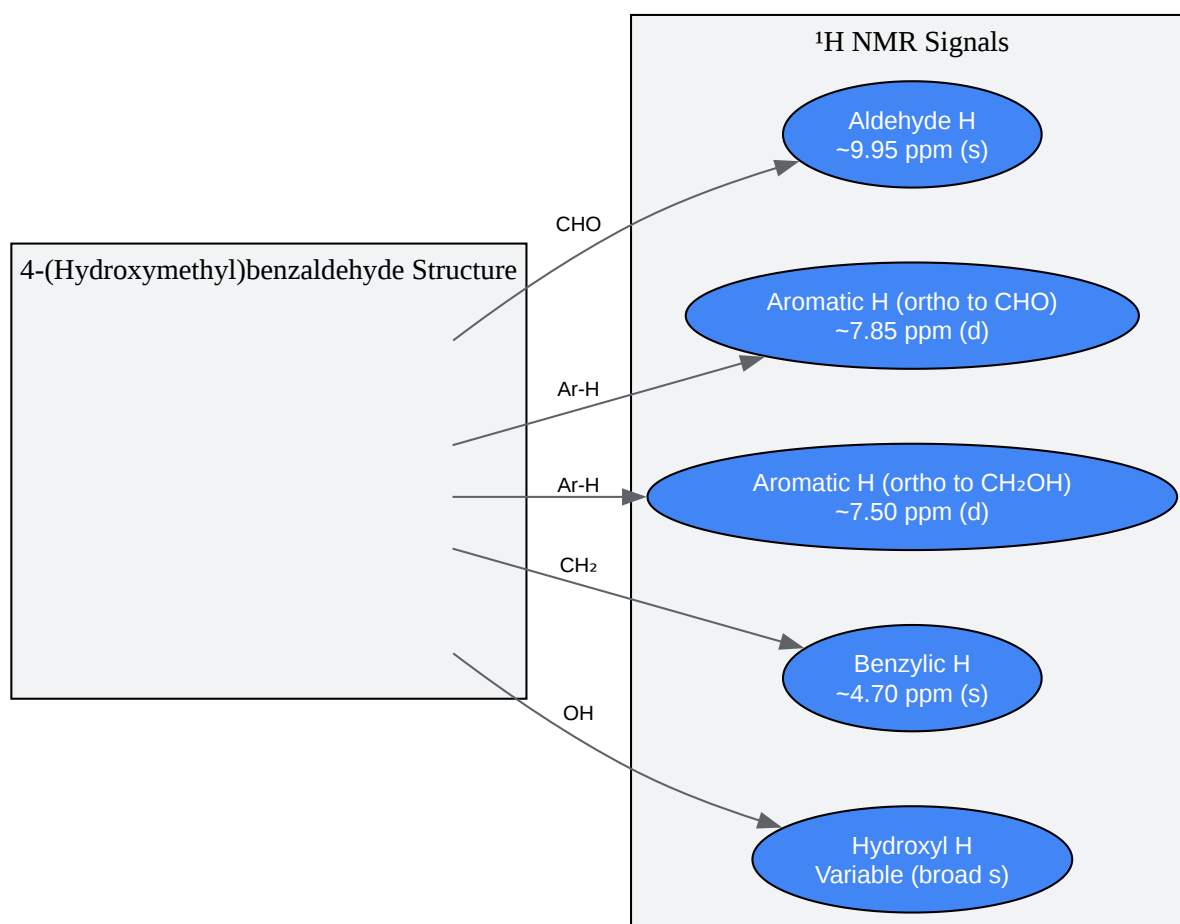 ¹H NMR Signals
Aldehyde H
~9.95 ppm (s)
CHO
4-(Hydroxymethyl)benzaldehyde Structure
Aromatic H (ortho to CHO)
~7.85 ppm (d)
Ar-H
Ar-H
Aromatic H (ortho to CH₂OH)
~7.50 ppm (d)
CH₂
Benzylic H
~4.70 ppm (s)
OH
Hydroxyl H
Variable (broad s)